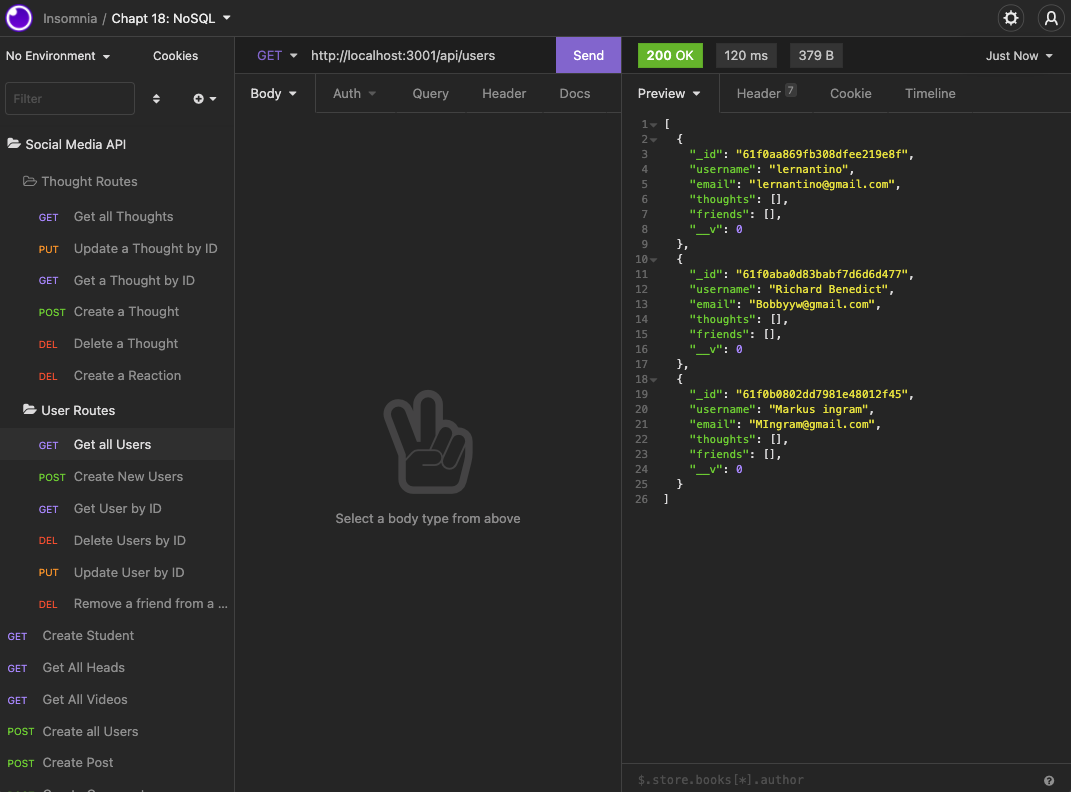 Insomnia / Chapt 18: NoSQL
No Environment
Cookies
GET http://localhost:3001/api/users
Send
200 OK
120 ms
379 B
Just Now
Filter
Body
Auth
Query
Header
Docs
Preview
Header 7
Cookie
Timeline
Social Media API
Thought Routes
GET Get all Thoughts
PUT Update a Thought by ID
GET Get a Thought by ID
POST Create a Thought
DEL Delete a Thought
DEL Create a Reaction
User Routes
GET Get all Users
POST Create New Users
GET Get User by ID
DEL Delete Users by ID
PUT Update User by ID
DEL Remove a friend from a ...
GET Create Student
GET Get All Heads
GET Get All Videos
POST Create all Users
POST Create Post
Select a body type from above
1 [
2 {
3 "_id": "61f0aa869fb308dfee219e8f",
4 "username": "lernantino",
5 "email": "lernantino@gmail.com",
6 "thoughts": [],
7 "friends": [],
8 "__v": 0
9 },
10 {
11 "_id": "61f0aba0d83babf7d6d6d477",
12 "username": "Richard Benedict",
13 "email": "Bobbyyw@gmail.com",
14 "thoughts": [],
15 "friends": [],
16 "__v": 0
17 },
18 {
19 "_id": "61f0b0802dd7981e48012f45",
20 "username": "Markus ingram",
21 "email": "MIngram@gmail.com",
22 "thoughts": [],
23 "friends": [],
24 "__v": 0
25 }
26 ]
$.store.books[*].author